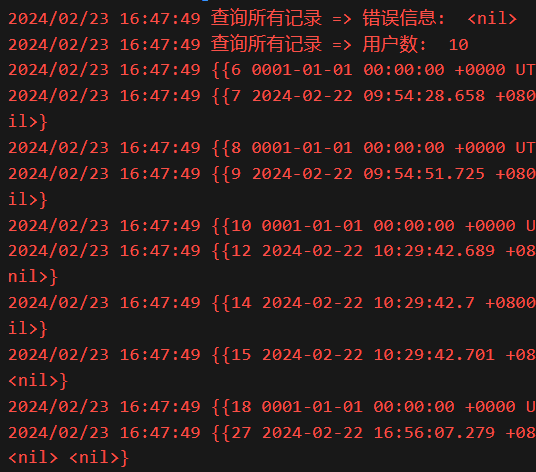 2024/02/23 16:47:49 查询所有记录 => 错误信息:  <nil>
2024/02/23 16:47:49 查询所有记录 => 用户数:  10
2024/02/23 16:47:49 {{6 0001-01-01 00:00:00 +0000 UT
2024/02/23 16:47:49 {{7 2024-02-22 09:54:28.658 +080
il>}
2024/02/23 16:47:49 {{8 0001-01-01 00:00:00 +0000 UT
2024/02/23 16:47:49 {{9 2024-02-22 09:54:51.725 +080
il>}
2024/02/23 16:47:49 {{10 0001-01-01 00:00:00 +0000 U
2024/02/23 16:47:49 {{12 2024-02-22 10:29:42.689 +08
nil>}
2024/02/23 16:47:49 {{14 2024-02-22 10:29:42.7 +0800
il>}
2024/02/23 16:47:49 {{15 2024-02-22 10:29:42.701 +08
<nil>}
2024/02/23 16:47:49 {{18 0001-01-01 00:00:00 +0000 U
2024/02/23 16:47:49 {{27 2024-02-22 16:56:07.279 +08
<nil> <nil>}